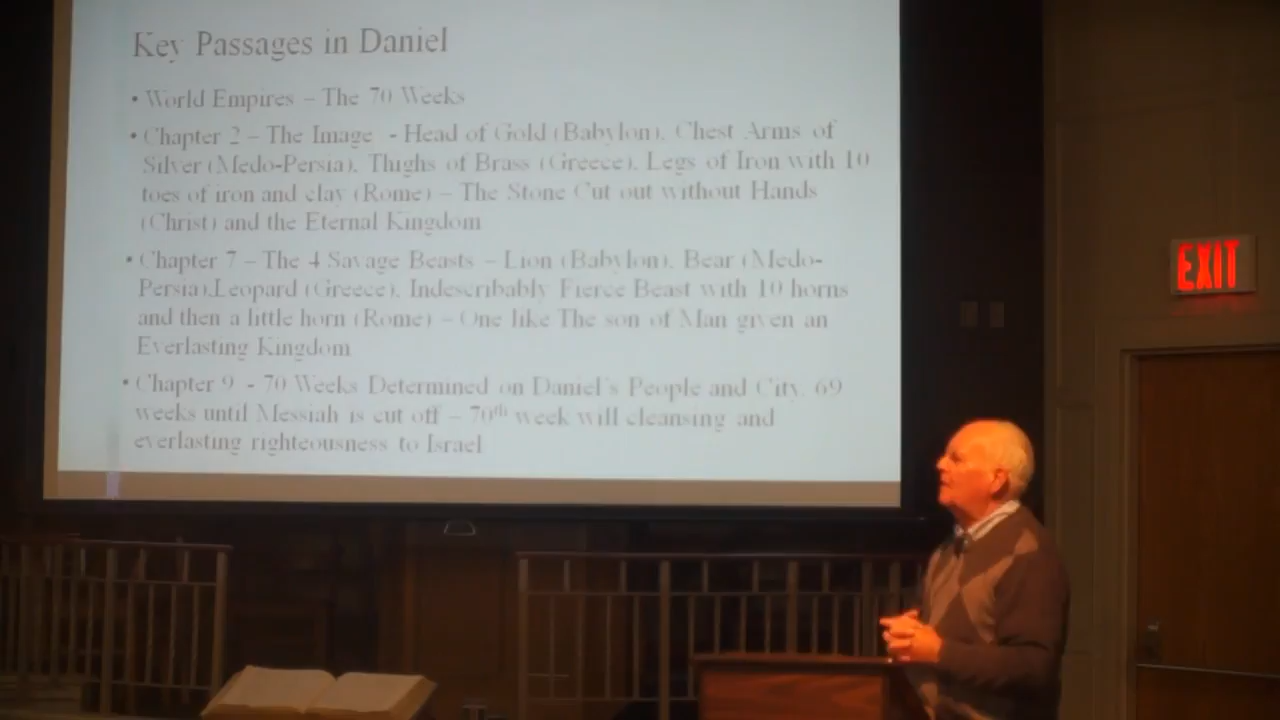 Key Passages in Daniel
• World Empires – The 70 Weeks
• Chapter 2 – The Image - Head of Gold (Babylon), Chest Arms of
Silver (Medo-Persia), Thighs of Brass (Greece), Legs of Iron with 10
toes of iron and clay (Rome) – The Stone Cut out without Hands
(Christ) and the Eternal Kingdom
• Chapter 7 – The 4 Savage Beasts – Lion (Babylon), Bear (Medo-
Persia),Leopard (Greece), Indescribably Fierce Beast with 10 horns
and then a little horn (Rome) – One like The son of Man given an
Everlasting Kingdom
• Chapter 9 - 70 Weeks Determined on Daniel's People and City, 69
weeks until Messiah is cut off – 70th week will cleansing and
everlasting righteousness to Israel
EXIT